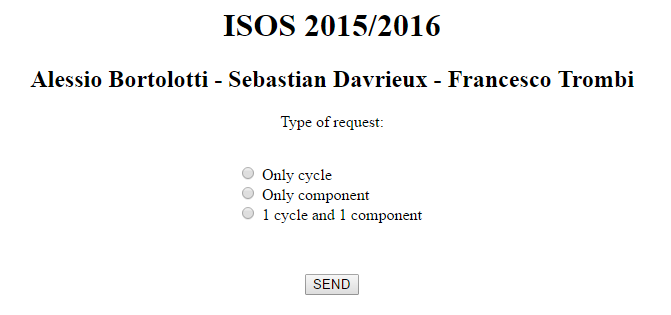 ISOS 2015/2016
Alessio Bortolotti - Sebastian Davrieux - Francesco Trombi
Type of request:
Only cycle
Only component
1 cycle and 1 component
SEND